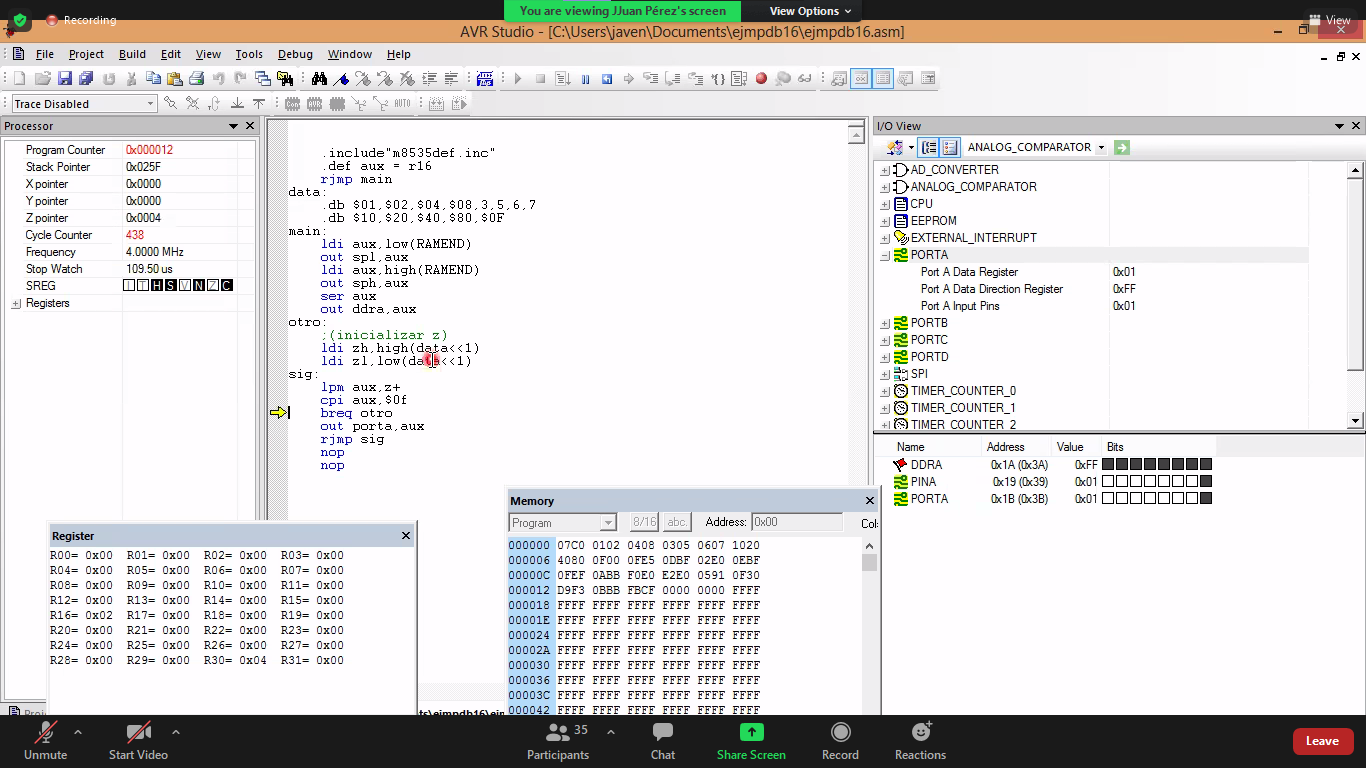 You are viewing JJuan Pérez's screen
View Options
Recording
View
AVR Studio - [C:\Users\javen\Documents\ejmpdb16\ejmpdb16.asm]
File Project Build Edit View Tools Debug Window Help
Trace Disabled
AUTO
Processor
Program Counter 0x000012
Stack Pointer 0x025F
X pointer 0x0000
Y pointer 0x0000
Z pointer 0x0004
Cycle Counter 438
Frequency 4.0000 MHz
Stop Watch 109.50 us
SREG I T H S V N Z C
Registers
.include"m8535def.inc"
.def aux = r16
rjmp main
data:
.db $01,$02,$04,$08,3,5,6,7
.db $10,$20,$40,$80,$0F
main:
ldi aux,low(RAMEND)
out spl,aux
ldi aux,high(RAMEND)
out sph,aux
ser aux
out ddra,aux
otro:
;(inicializar z)
ldi zh,high(data<<1)
ldi zl,low(data<<1)
sig:
lpm aux,z+
cpi aux,$0f
breq otro
out porta,aux
rjmp sig
nop
nop
I/O View
ANALOG_COMPARATOR
AD_CONVERTER
ANALOG_COMPARATOR
CPU
EEPROM
EXTERNAL_INTERRUPT
PORTA
Port A Data Register 0x01
Port A Data Direction Register 0xFF
Port A Input Pins 0x01
PORTB
PORTC
PORTD
SPI
TIMER_COUNTER_0
TIMER_COUNTER_1
TIMER_COUNTER_2
Name Address Value Bits
DDRA 0x1A (0x3A) 0xFF
PINA 0x19 (0x39) 0x01
PORTA 0x1B (0x3B) 0x01
Register
R00= 0x00 R01= 0x00 R02= 0x00 R03= 0x00
R04= 0x00 R05= 0x00 R06= 0x00 R07= 0x00
R08= 0x00 R09= 0x00 R10= 0x00 R11= 0x00
R12= 0x00 R13= 0x00 R14= 0x00 R15= 0x00
R16= 0x02 R17= 0x00 R18= 0x00 R19= 0x00
R20= 0x00 R21= 0x00 R22= 0x00 R23= 0x00
R24= 0x00 R25= 0x00 R26= 0x00 R27= 0x00
R28= 0x00 R29= 0x00 R30= 0x04 R31= 0x00
Memory
Program 8/16 abc. Address: 0x00 Col:
000000 07C0 0102 0408 0305 0607 1020
000006 4080 0F00 0FE5 0DBF 02E0 0EBF
00000C 0FEF 0ABB F0E0 E2E0 0591 0F30
000012 D9F3 0BBB FBCF 0000 0000 FFFF
000018 FFFF FFFF FFFF FFFF FFFF FFFF
00001E FFFF FFFF FFFF FFFF FFFF FFFF
000024 FFFF FFFF FFFF FFFF FFFF FFFF
00002A FFFF FFFF FFFF FFFF FFFF FFFF
000030 FFFF FFFF FFFF FFFF FFFF FFFF
000036 FFFF FFFF FFFF FFFF FFFF FFFF
00003C FFFF FFFF FFFF FFFF FFFF FFFF
000042 FFFF FFFF FFFF FFFF FFFF FFFF
Unmute
Start Video
35
Participants
Chat
Share Screen
Record
Reactions
Leave